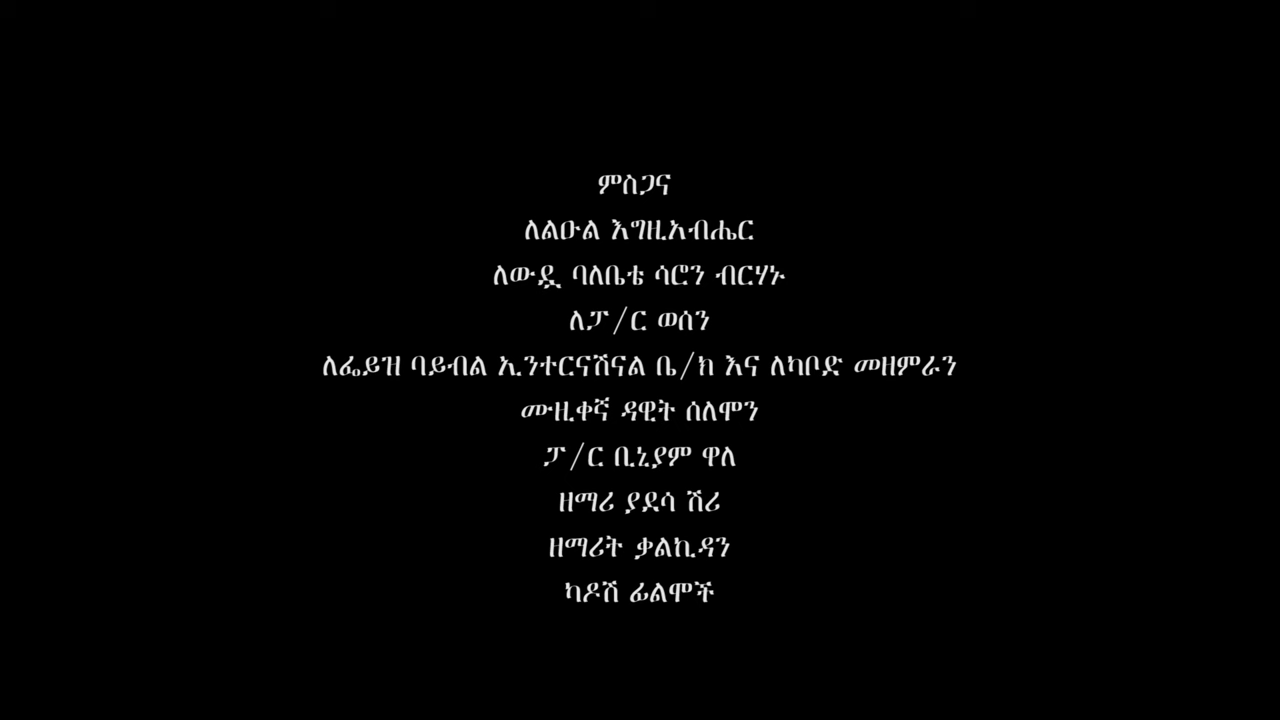 ምስጋና
ለልዑል እግዚአብሔር
ለውዷ ባለቤቴ ሳሮን ብርሃኑ
ለፓ/ር ወሰን
ለፌይዝ ባይብል ኢንተርናሽናል ቤ/ክ እና ለካቦድ መዘምራን
ሙዚቀኛ ዳዊት ሰለሞን
ፓ/ር ቢኒያም ዋለ
ዘማሪ ያደሳ ሽሪ
ዘማሪት ቃልኪዳን
ካዶሽ ፊልሞች